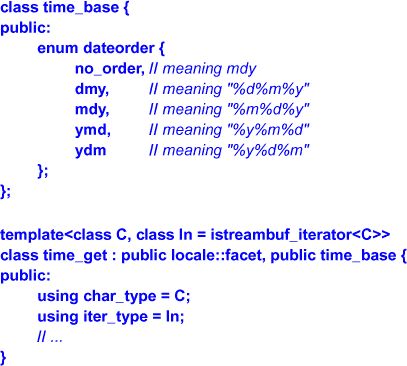 class time_base {
public:
enum dateorder {
no_order, // meaning mdy
dmy, // meaning "%d%m%y"
mdy, // meaning "%m%d%y"
ymd, // meaning "%y%m%d"
ydm // meaning "%y%d%m"
};
};
template<class C, class In = istreambuf_iterator<C>>
class time_get : public locale::facet, public time_base {
public:
using char_type = C;
using iter_type = In;
// ...
}